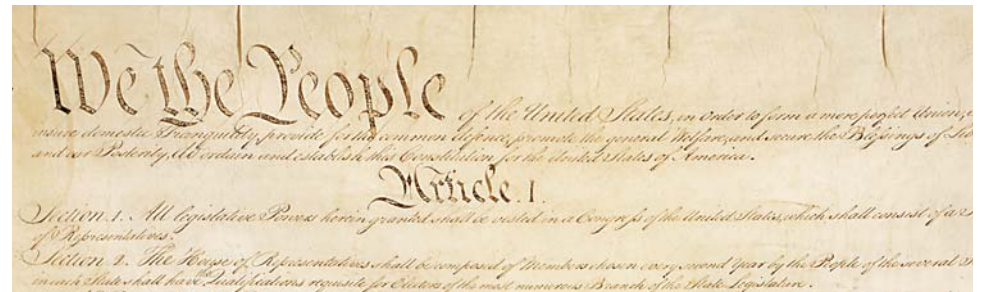 We the People of the United States, in Order to form a more perfect Union,
insure domestic Tranquility, provide for the common defence, promote the general Welfare, and secure the Blessings of
and our Posterity, do ordain and establish this Constitution for the United States of America.
Article. I.
Section. 1. All legislative Powers herein granted shall be vested in a Congress of the United States, which shall consist of a
of Representatives.
Section. 2. The House of Representatives shall be composed of Members chosen every second Year by the People of the several
in each State shall have the Qualifications requisite for Electors of the most numerous Branch of the State Legislature.